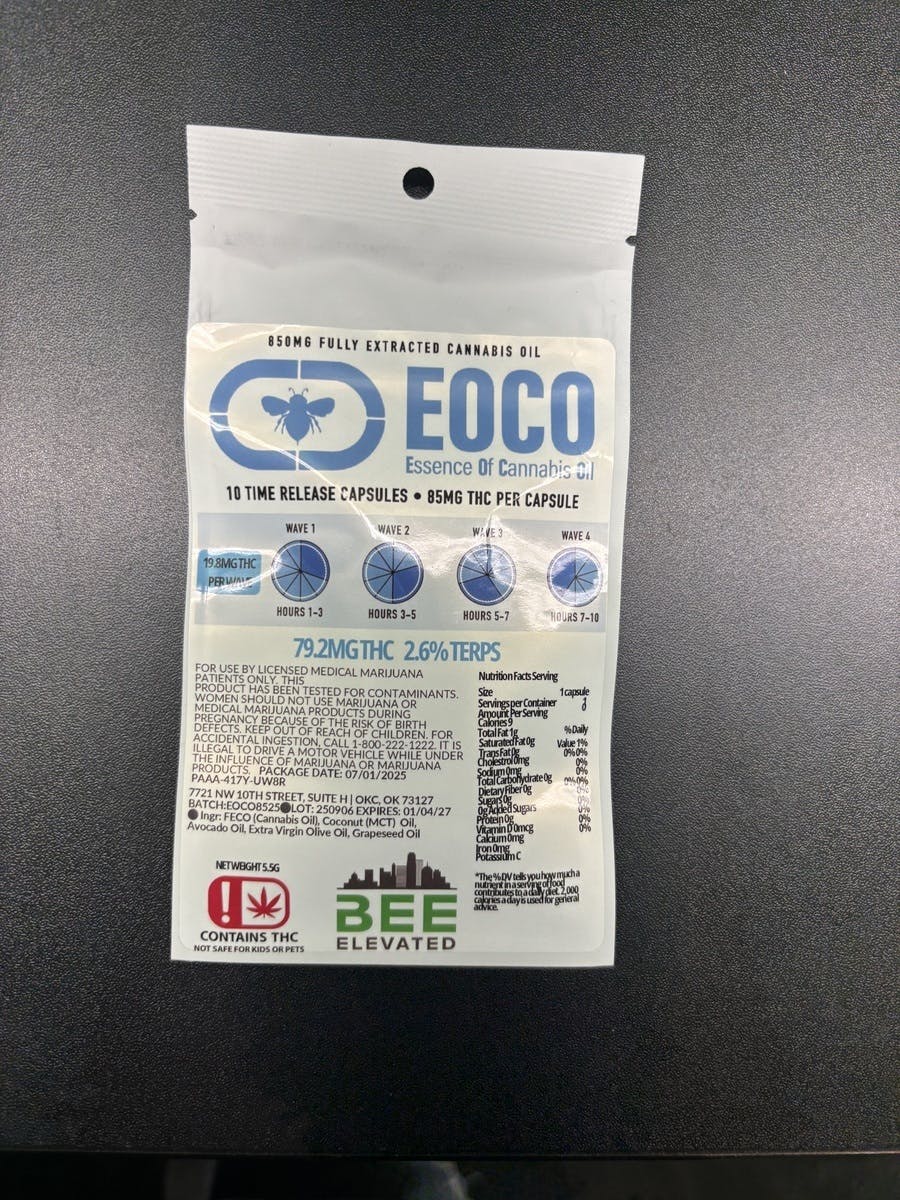 850MG FULLY EXTRACTED CANNABIS OIL
EOCO
Essence Of Cannabis Oil
10 TIME RELEASE CAPSULES • 85MG THC PER CAPSULE
WAVE 1
WAVE 2
WAVE 3
WAVE 4
19.8MG THC
PER WAVE
HOURS 1-3
HOURS 3-5
HOURS 5-7
HOURS 7-10
79.2MG THC 2.6% TERPS
FOR USE BY LICENSED MEDICAL MARIJUANA
PATIENTS ONLY. THIS
PRODUCT HAS BEEN TESTED FOR CONTAMINANTS.
WOMEN SHOULD NOT USE MARIJUANA OR
MEDICAL MARIJUANA PRODUCTS DURING
PREGNANCY BECAUSE OF THE RISK OF BIRTH
DEFECTS. KEEP OUT OF REACH OF CHILDREN. FOR
ACCIDENTAL INGESTION, CALL 1-800-222-1222. IT IS
ILLEGAL TO DRIVE A MOTOR VEHICLE WHILE UNDER
THE INFLUENCE OF MARIJUANA OR MARIJUANA
PRODUCTS. PACKAGE DATE: 07/01/2025
PAAA-417Y-UW8R
7721 NW 10TH STREET, SUITE H | OKC, OK 73127
BATCH:EOCO8525 LOT: 250906 EXPIRES: 01/04/27
Ingr: FECO (Cannabis Oil), Coconut (MCT) Oil,
Avocado Oil, Extra Virgin Olive Oil, Grapeseed Oil
NET WEIGHT 5.5G
!
CONTAINS THC
NOT SAFE FOR KIDS OR PETS
BEE
ELEVATED
Nutrition Facts Serving
Size 1 capsule
Servings per Container
Amount Per Serving
Calories 9
Total Fat 1g % Daily
Saturated Fat 0g Value 1%
Trans Fat 0g 0% 0%
Cholestrol 0mg 0%
Sodium 0mg 0%
Total Carbohydrate 0g 0% 0%
Dietary Fiber 0g 0%
Sugars 0g 0%
0g Added Sugars 0%
Protein 0g 0%
Vitamin D 0mcg 0%
Calcium 0mg
Iron 0mg
Potassium C
*The % DV tells you how much a
nutrient in a serving of food
contributes to a daily diet. 2,000
calories a day is used for general
advice.